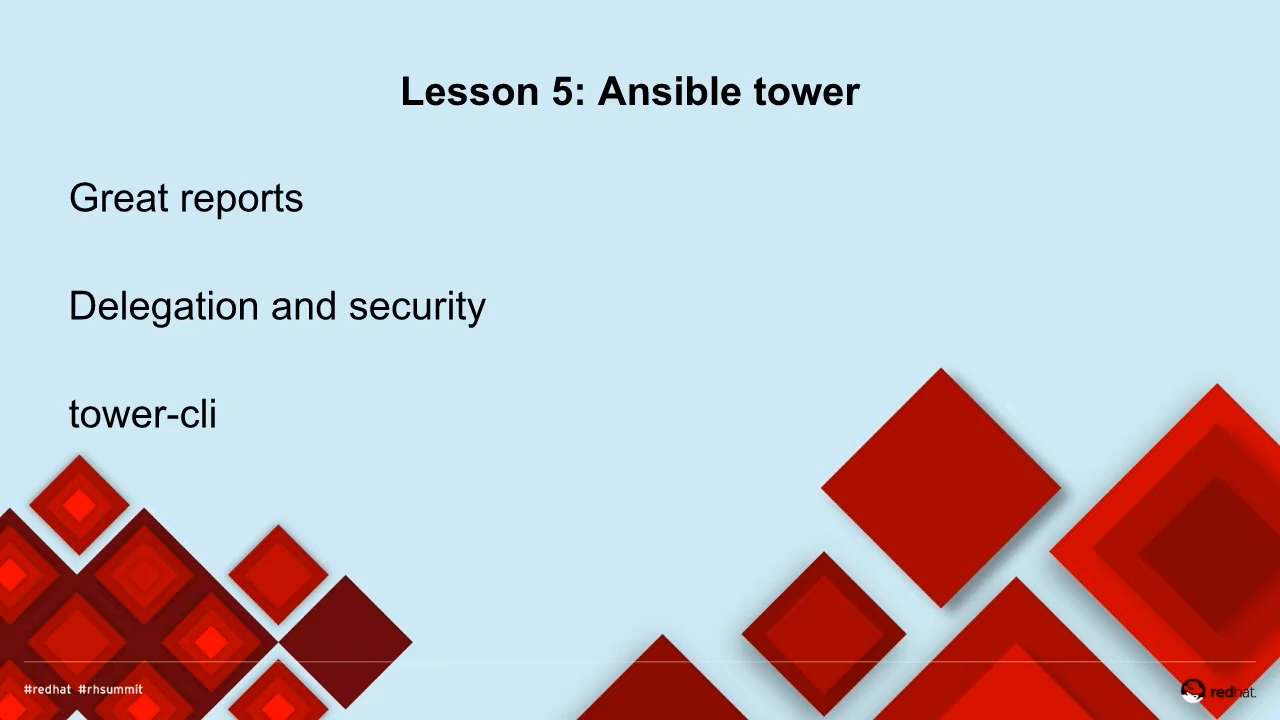 Lesson 5: Ansible tower
Great reports
Delegation and security
tower-cli
#redhat #rhsummit
redhat.